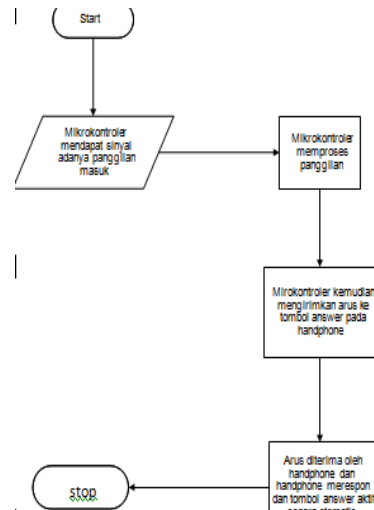 Start
Mikrokontroler
mendapat sinyal
adanya panggilan
masuk
Mikrokontroler
memproses
panggilan
Mirokontroler kemudian
mengirimkan arus ke
tombol answer pada
handphone
Arus diterima oleh
handphone dan
handphone merespon
dan tombol answer aktif
stop